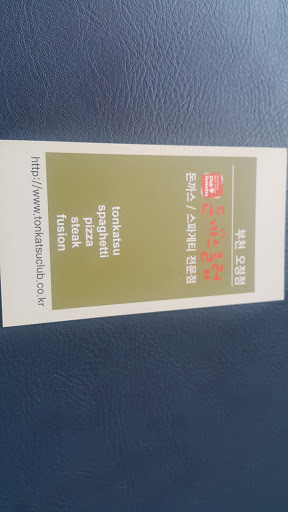 부천 오정점
돈까스클럽
돈까스 / 스파게티 전문점
tonkatsu
spaghetti
pizza
steak
fusion
http://www.tonkatsuclub.co.kr